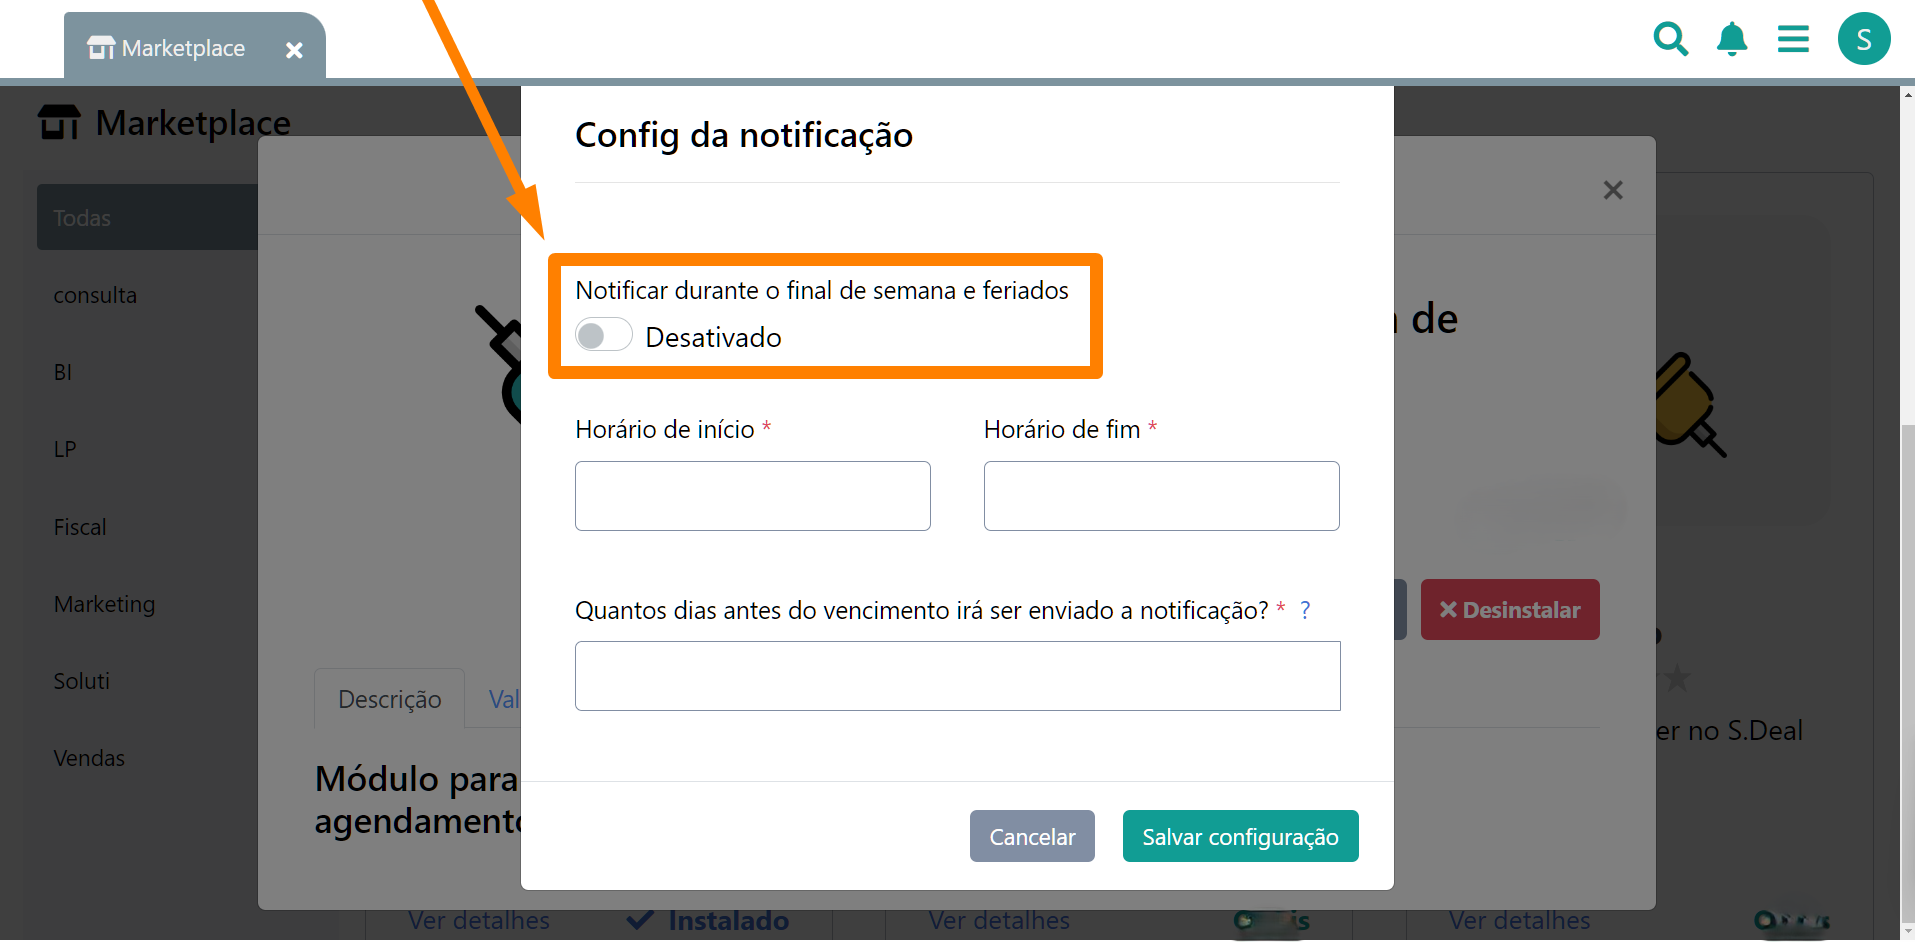 Marketplace
S
Marketplace
Config da notificação
Todas
consulta
BI
LP
Fiscal
Marketing
Soluti
Vendas
Notificar durante o final de semana e feriados
Desativado
de
Horário de início *
Horário de fim *
Quantos dias antes do vencimento irá ser enviado a notificação? * ?
Desinstalar
Descrição
Val
no S.Deal
Módulo para
Cancelar
Salvar configuração
Ver detalhes
Instalado
Ver detalhes
Ver detalhes